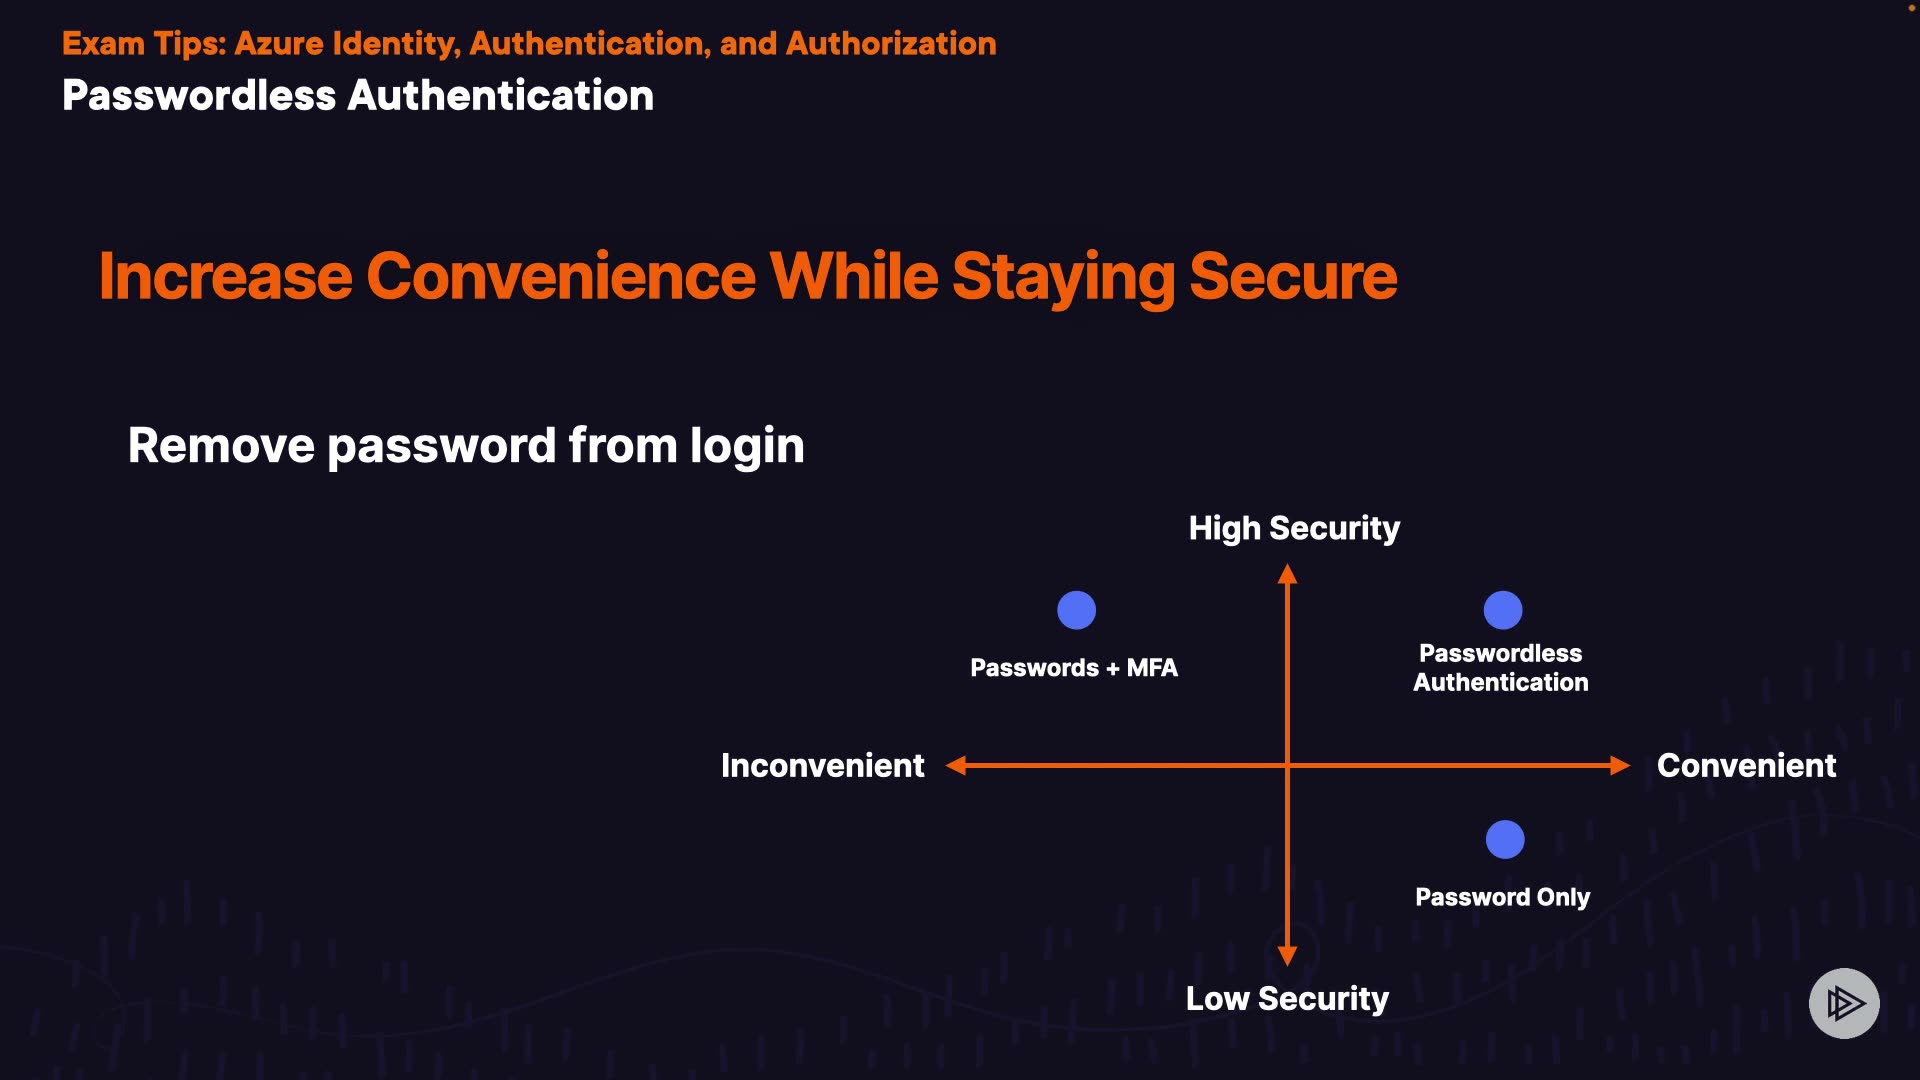 Exam Tips: Azure Identity, Authentication, and Authorization
Passwordless Authentication
Increase Convenience While Staying Secure
Remove password from login
High Security
Passwords + MFA
Passwordless
Authentication
Inconvenient
Convenient
Password Only
Low Security